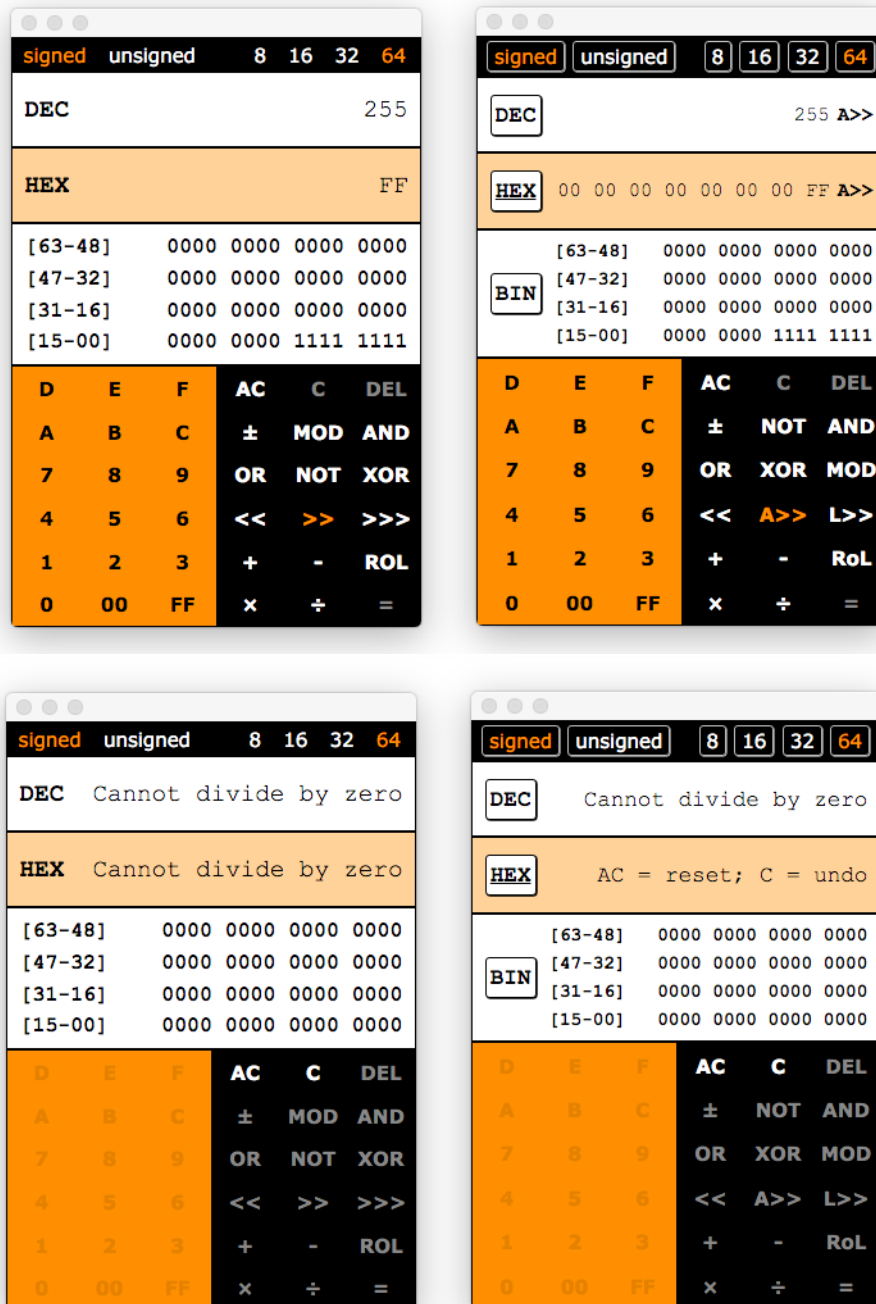 signed unsigned 8 16 32 64
DEC 255
HEX FF
[63-48] 0000 0000 0000 0000
[47-32] 0000 0000 0000 0000
[31-16] 0000 0000 0000 0000
[15-00] 0000 0000 1111 1111
D E F AC C DEL
A B C ± MOD AND
7 8 9 OR NOT XOR
4 5 6 << >> >>>
1 2 3 + - ROL
0 00 FF × ÷ =
signed unsigned 8 16 32 64
DEC 255 A>>
HEX 00 00 00 00 00 00 00 FF A>>
BIN
[63-48] 0000 0000 0000 0000
[47-32] 0000 0000 0000 0000
[31-16] 0000 0000 0000 0000
[15-00] 0000 0000 1111 1111
D E F AC C DEL
A B C ± NOT AND
7 8 9 OR XOR MOD
4 5 6 << A>> L>>
1 2 3 + - RoL
0 00 FF × ÷ =
signed unsigned 8 16 32 64
DEC Cannot divide by zero
HEX Cannot divide by zero
[63-48] 0000 0000 0000 0000
[47-32] 0000 0000 0000 0000
[31-16] 0000 0000 0000 0000
[15-00] 0000 0000 0000 0000
D E F AC C DEL
A B C ± MOD AND
7 8 9 OR NOT XOR
4 5 6 << >> >>>
1 2 3 + - ROL
0 00 FF × ÷ =
signed unsigned 8 16 32 64
DEC Cannot divide by zero
HEX AC = reset; C = undo
BIN
[63-48] 0000 0000 0000 0000
[47-32] 0000 0000 0000 0000
[31-16] 0000 0000 0000 0000
[15-00] 0000 0000 0000 0000
D E F AC C DEL
A B C ± NOT AND
7 8 9 OR XOR MOD
4 5 6 << A>> L>>
1 2 3 + - RoL
0 00 FF × ÷ =